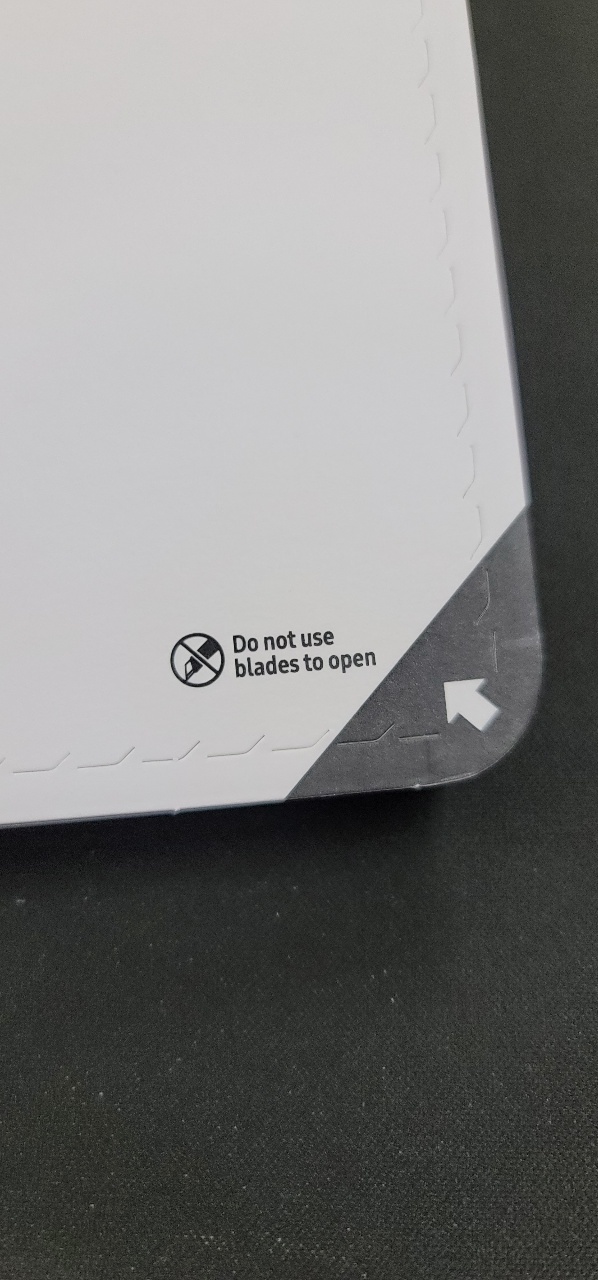 Do not use
blades to open